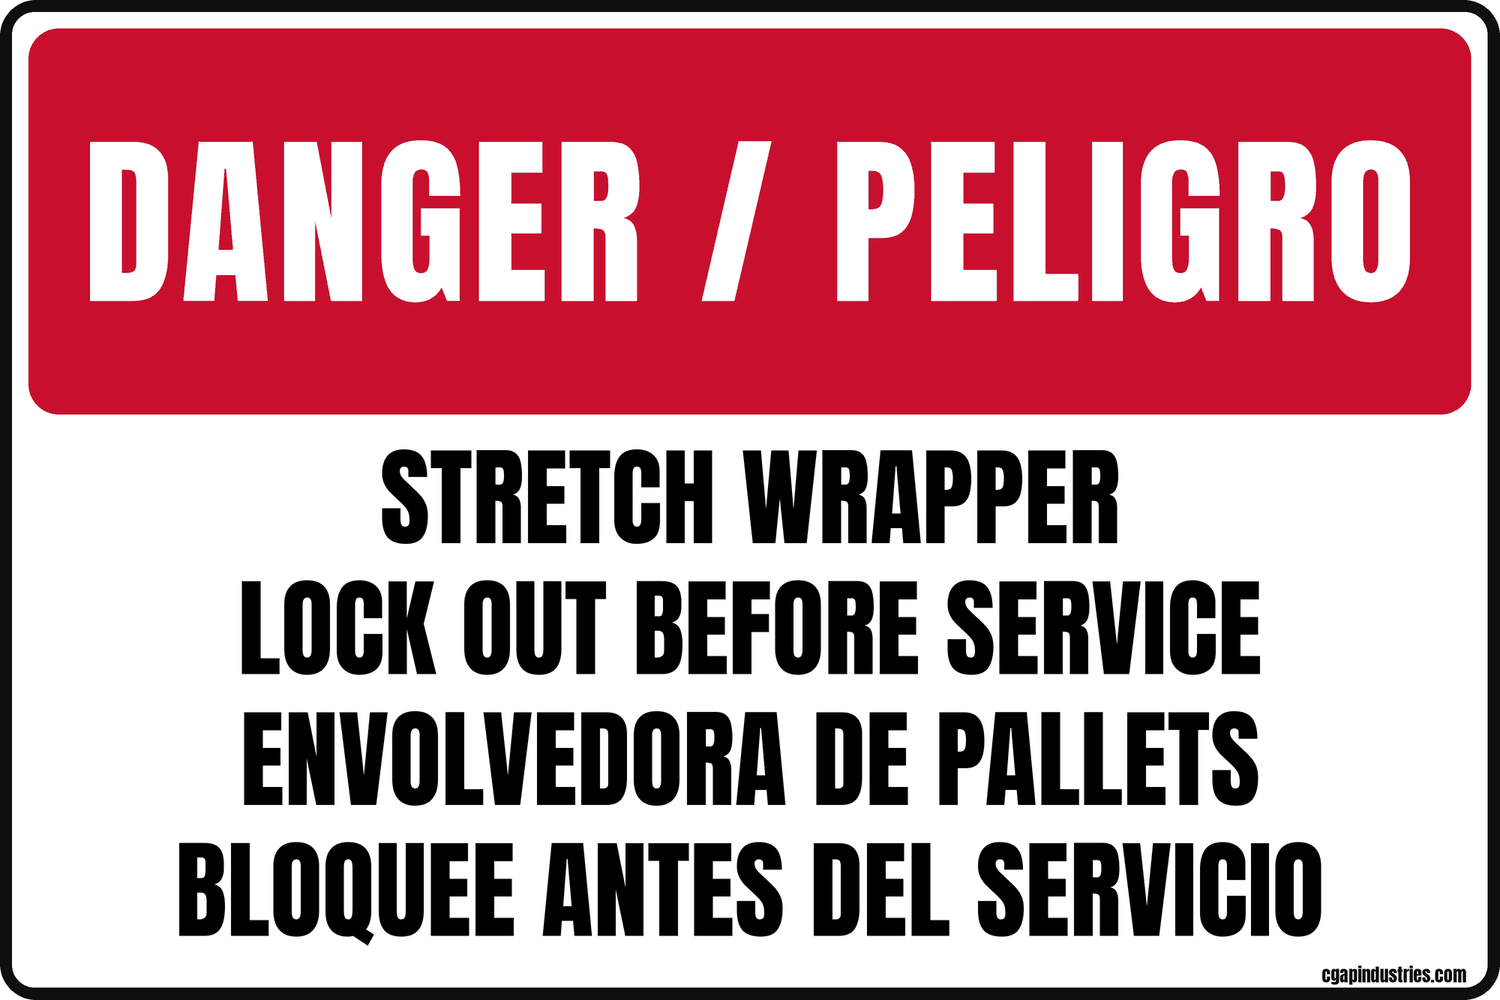 DANGER / PELIGRO
STRETCH WRAPPER
LOCK OUT BEFORE SERVICE
ENVOLVEDORA DE PALLETS
BLOQUEE ANTES DEL SERVICIO
cgapindustries.com